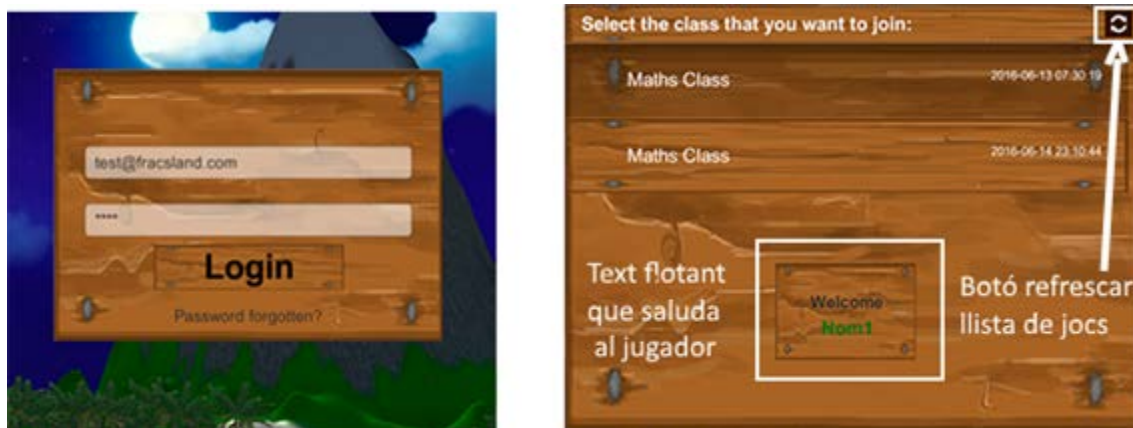 test@fracsland.com
****
Login
Password forgotten?
Select the class that you want to join:
Maths Class
2016-06-13 07:30:19
Maths Class
2016-06-14 23:10:44
Text flotant
que saluda
al jugador
Welcome
Nom1
Botó refrescar
llista de jocs